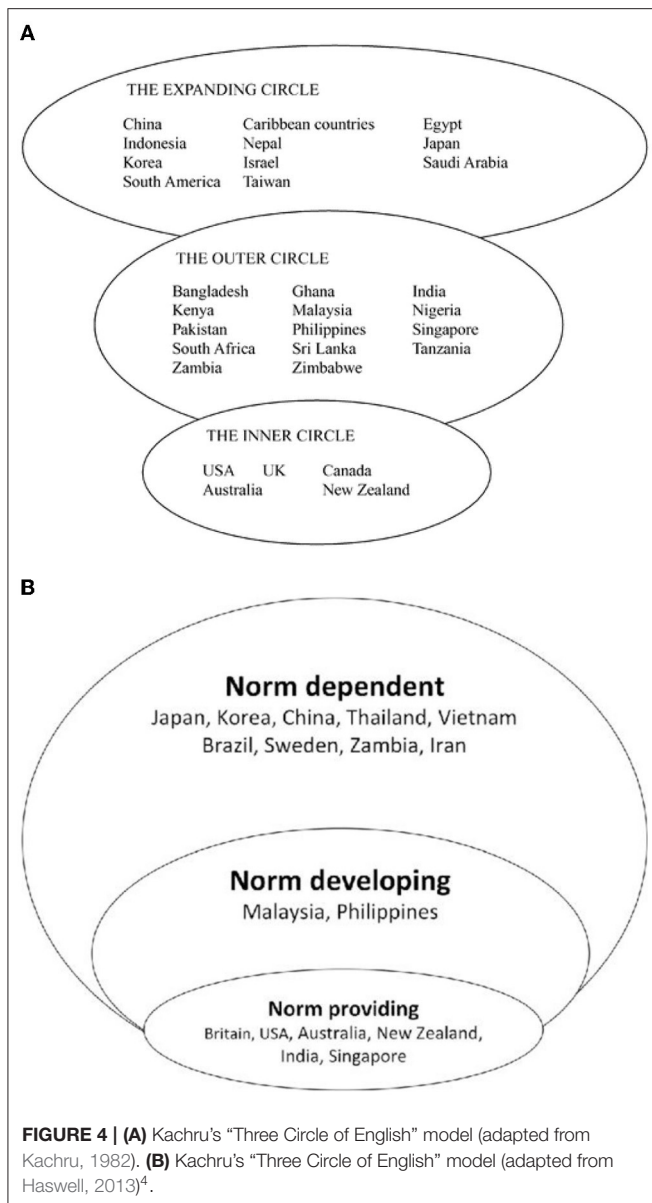 A
THE EXPANDING CIRCLE
China Caribbean countries Egypt
Indonesia Nepal Japan
Korea Israel Saudi Arabia
South America Taiwan
THE OUTER CIRCLE
Bangladesh Ghana India
Kenya Malaysia Nigeria
Pakistan Philippines Singapore
South Africa Sri Lanka Tanzania
Zambia Zimbabwe
THE INNER CIRCLE
USA UK Canada
Australia New Zealand
B
Norm dependent
Japan, Korea, China, Thailand, Vietnam
Brazil, Sweden, Zambia, Iran
Norm developing
Malaysia, Philippines
Norm providing
Britain, USA, Australia, New Zealand,
India, Singapore
FIGURE 4 | (A) Kachru's “Three Circle of English” model (adapted from
Kachru, 1982). (B) Kachru's “Three Circle of English” model (adapted from
Haswell, 2013)⁴.